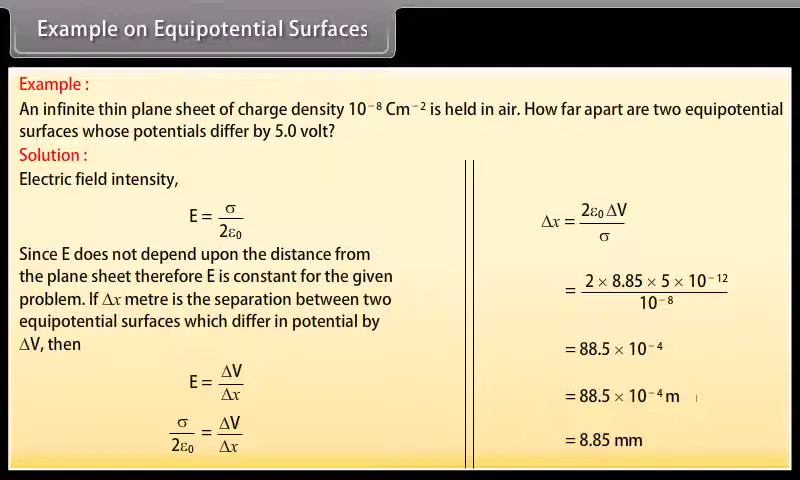 Example on Equipotential Surfaces
Example :
An infinite thin plane sheet of charge density 10⁻⁸ Cm⁻² is held in air. How far apart are two equipotential
surfaces whose potentials differ by 5.0 volt?
Solution :
Electric field intensity,
E = σ / 2ε₀
Since E does not depend upon the distance from
the plane sheet therefore E is constant for the given
problem. If Δx metre is the separation between two
equipotential surfaces which differ in potential by
ΔV, then
E = ΔV / Δx
σ / 2ε₀ = ΔV / Δx
Δx = 2ε₀ ΔV / σ
= 2 × 8.85 × 5 × 10⁻¹² / 10⁻⁸
= 88.5 × 10⁻⁴
= 88.5 × 10⁻⁴ m
= 8.85 mm